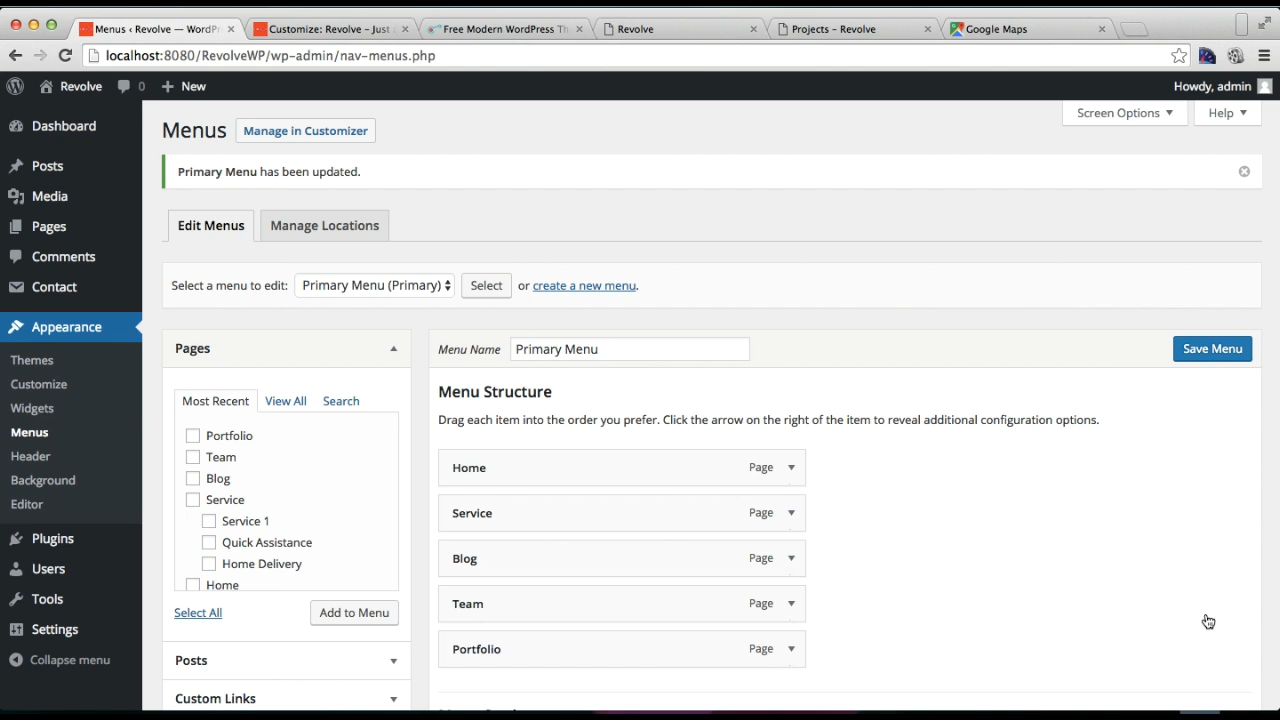 Menus ‹ Revolve — WordPr
Customize: Revolve – Just
Free Modern WordPress Th
Revolve
Projects – Revolve
Google Maps
localhost:8080/RevolveWP/wp-admin/nav-menus.php
Revolve
0
New
Howdy, admin
Dashboard
Posts
Media
Pages
Comments
Contact
Appearance
Themes
Customize
Widgets
Menus
Header
Background
Editor
Plugins
Users
Tools
Settings
Collapse menu
Screen Options
Help
Menus
Manage in Customizer
Primary Menu has been updated.
Edit Menus
Manage Locations
Select a menu to edit: Primary Menu (Primary) Select or create a new menu.
Pages
Most Recent View All Search
Portfolio
Team
Blog
Service
Service 1
Quick Assistance
Home Delivery
Home
Select All
Add to Menu
Posts
Custom Links
Menu Name Primary Menu
Save Menu
Menu Structure
Drag each item into the order you prefer. Click the arrow on the right of the item to reveal additional configuration options.
Home Page
Service Page
Blog Page
Team Page
Portfolio Page